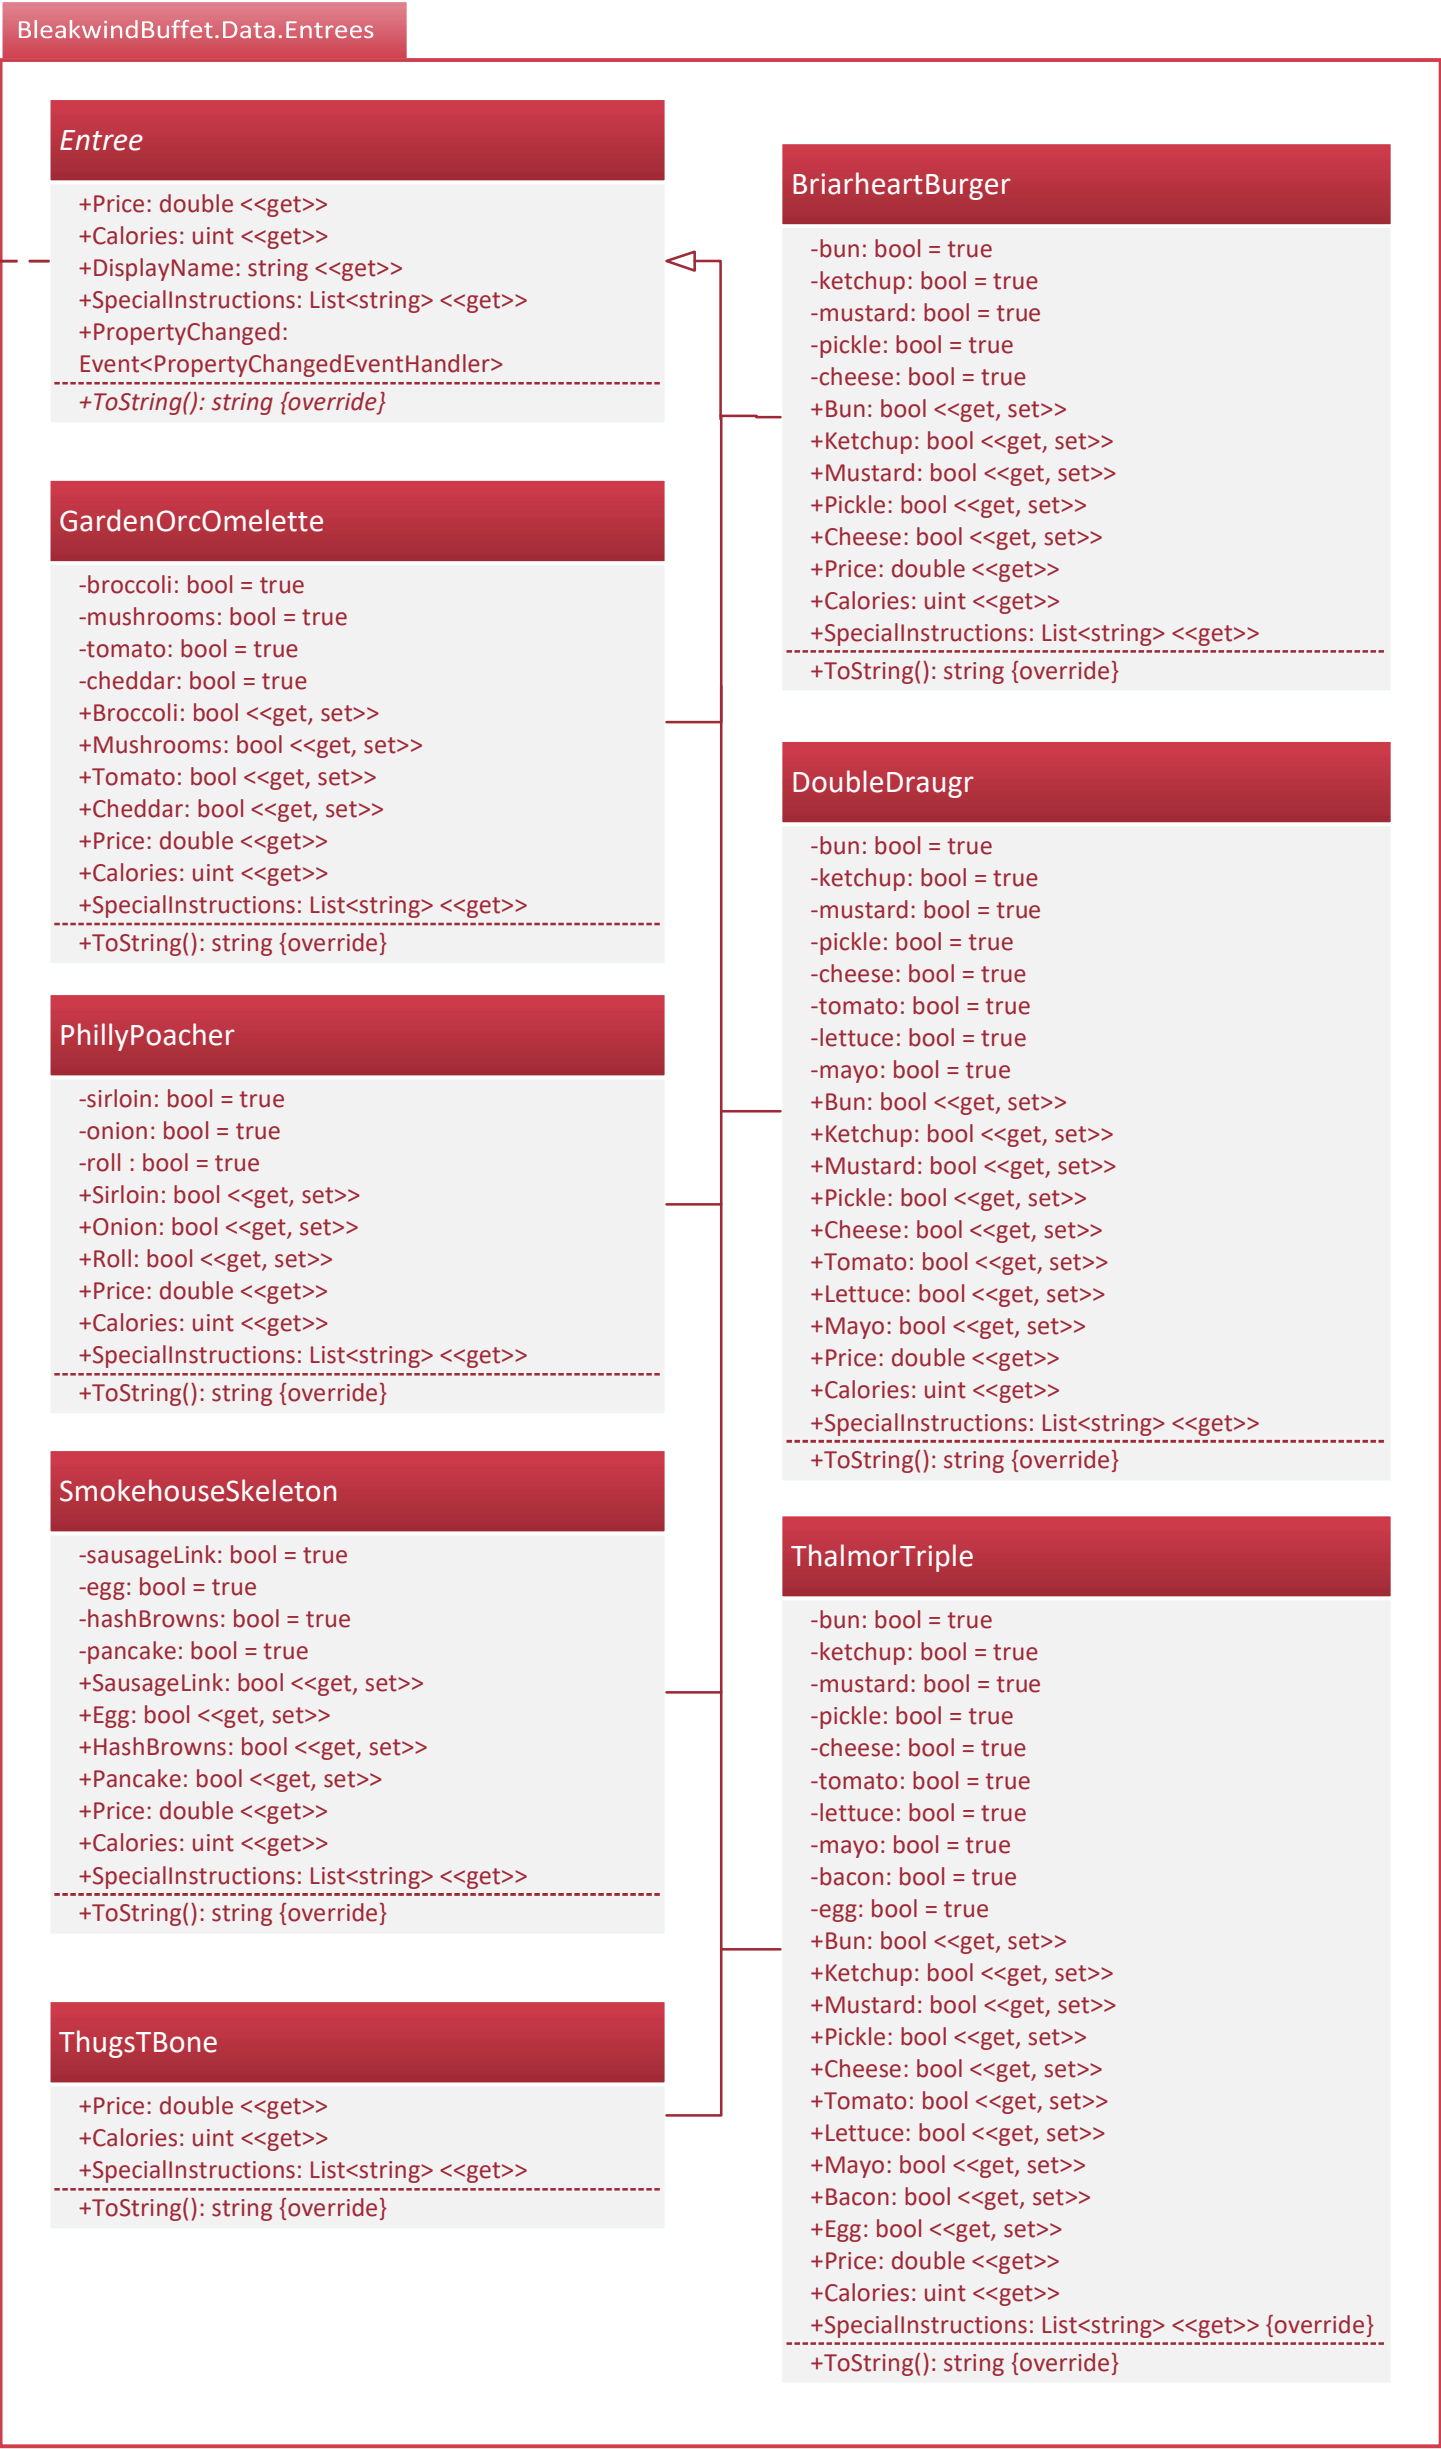 BleakwindBuffet.Data.Entrees
Entree
+Price: double <<get>>
+Calories: uint <<get>>
+DisplayName: string <<get>>
+SpecialInstructions: List<string> <<get>>
+PropertyChanged:
Event<PropertyChangedEventHandler>
+ToString(): string {override}
GardenOrcOmelette
-broccoli: bool = true
-mushrooms: bool = true
-tomato: bool = true
-cheddar: bool = true
+Broccoli: bool <<get, set>>
+Mushrooms: bool <<get, set>>
+Tomato: bool <<get, set>>
+Cheddar: bool <<get, set>>
+Price: double <<get>>
+Calories: uint <<get>>
+SpecialInstructions: List<string> <<get>>
+ToString(): string {override}
PhillyPoacher
-sirloin: bool = true
-onion: bool = true
-roll : bool = true
+Sirloin: bool <<get, set>>
+Onion: bool <<get, set>>
+Roll: bool <<get, set>>
+Price: double <<get>>
+Calories: uint <<get>>
+SpecialInstructions: List<string> <<get>>
+ToString(): string {override}
SmokehouseSkeleton
-sausageLink: bool = true
-egg: bool = true
-hashBrowns: bool = true
-pancake: bool = true
+SausageLink: bool <<get, set>>
+Egg: bool <<get, set>>
+HashBrowns: bool <<get, set>>
+Pancake: bool <<get, set>>
+Price: double <<get>>
+Calories: uint <<get>>
+SpecialInstructions: List<string> <<get>>
+ToString(): string {override}
ThugsTBone
+Price: double <<get>>
+Calories: uint <<get>>
+SpecialInstructions: List<string> <<get>>
+ToString(): string {override}
BriarheartBurger
-bun: bool = true
-ketchup: bool = true
-mustard: bool = true
-pickle: bool = true
-cheese: bool = true
+Bun: bool <<get, set>>
+Ketchup: bool <<get, set>>
+Mustard: bool <<get, set>>
+Pickle: bool <<get, set>>
+Cheese: bool <<get, set>>
+Price: double <<get>>
+Calories: uint <<get>>
+SpecialInstructions: List<string> <<get>>
+ToString(): string {override}
DoubleDraugr
-bun: bool = true
-ketchup: bool = true
-mustard: bool = true
-pickle: bool = true
-cheese: bool = true
-tomato: bool = true
-lettuce: bool = true
-mayo: bool = true
+Bun: bool <<get, set>>
+Ketchup: bool <<get, set>>
+Mustard: bool <<get, set>>
+Pickle: bool <<get, set>>
+Cheese: bool <<get, set>>
+Tomato: bool <<get, set>>
+Lettuce: bool <<get, set>>
+Mayo: bool <<get, set>>
+Price: double <<get>>
+Calories: uint <<get>>
+SpecialInstructions: List<string> <<get>>
+ToString(): string {override}
ThalmorTriple
-bun: bool = true
-ketchup: bool = true
-mustard: bool = true
-pickle: bool = true
-cheese: bool = true
-tomato: bool = true
-lettuce: bool = true
-mayo: bool = true
-bacon: bool = true
-egg: bool = true
+Bun: bool <<get, set>>
+Ketchup: bool <<get, set>>
+Mustard: bool <<get, set>>
+Pickle: bool <<get, set>>
+Cheese: bool <<get, set>>
+Tomato: bool <<get, set>>
+Lettuce: bool <<get, set>>
+Mayo: bool <<get, set>>
+Bacon: bool <<get, set>>
+Egg: bool <<get, set>>
+Price: double <<get>>
+Calories: uint <<get>>
+SpecialInstructions: List<string> <<get>> {override}
+ToString(): string {override}